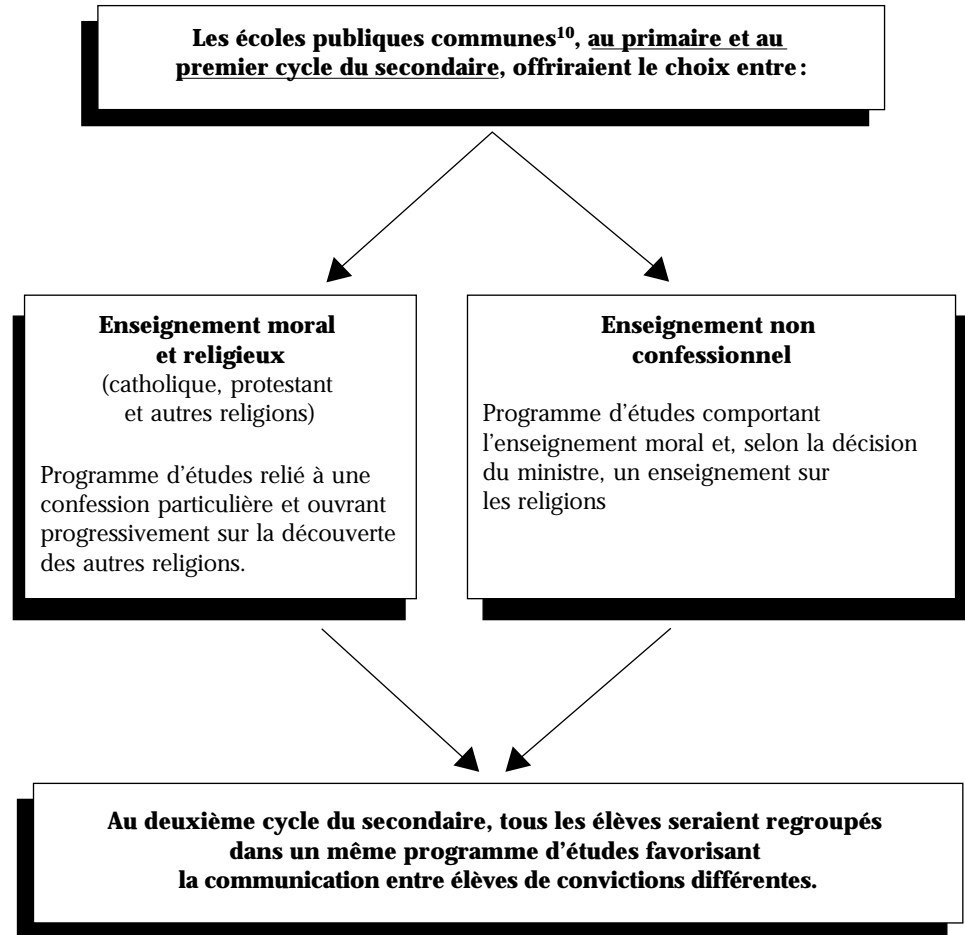 Les écoles publiques communes¹⁰, au primaire et au
premier cycle du secondaire, offriraient le choix entre :
Enseignement moral
et religieux
(catholique, protestant
et autres religions)
Programme d'études relié à une
confession particulière et ouvrant
progressivement sur la découverte
des autres religions.
Enseignement non
confessionnel
Programme d'études comportant
l'enseignement moral et, selon la décision
du ministre, un enseignement sur
les religions
Au deuxième cycle du secondaire, tous les élèves seraient regroupés
dans un même programme d'études favorisant
la communication entre élèves de convictions différentes.